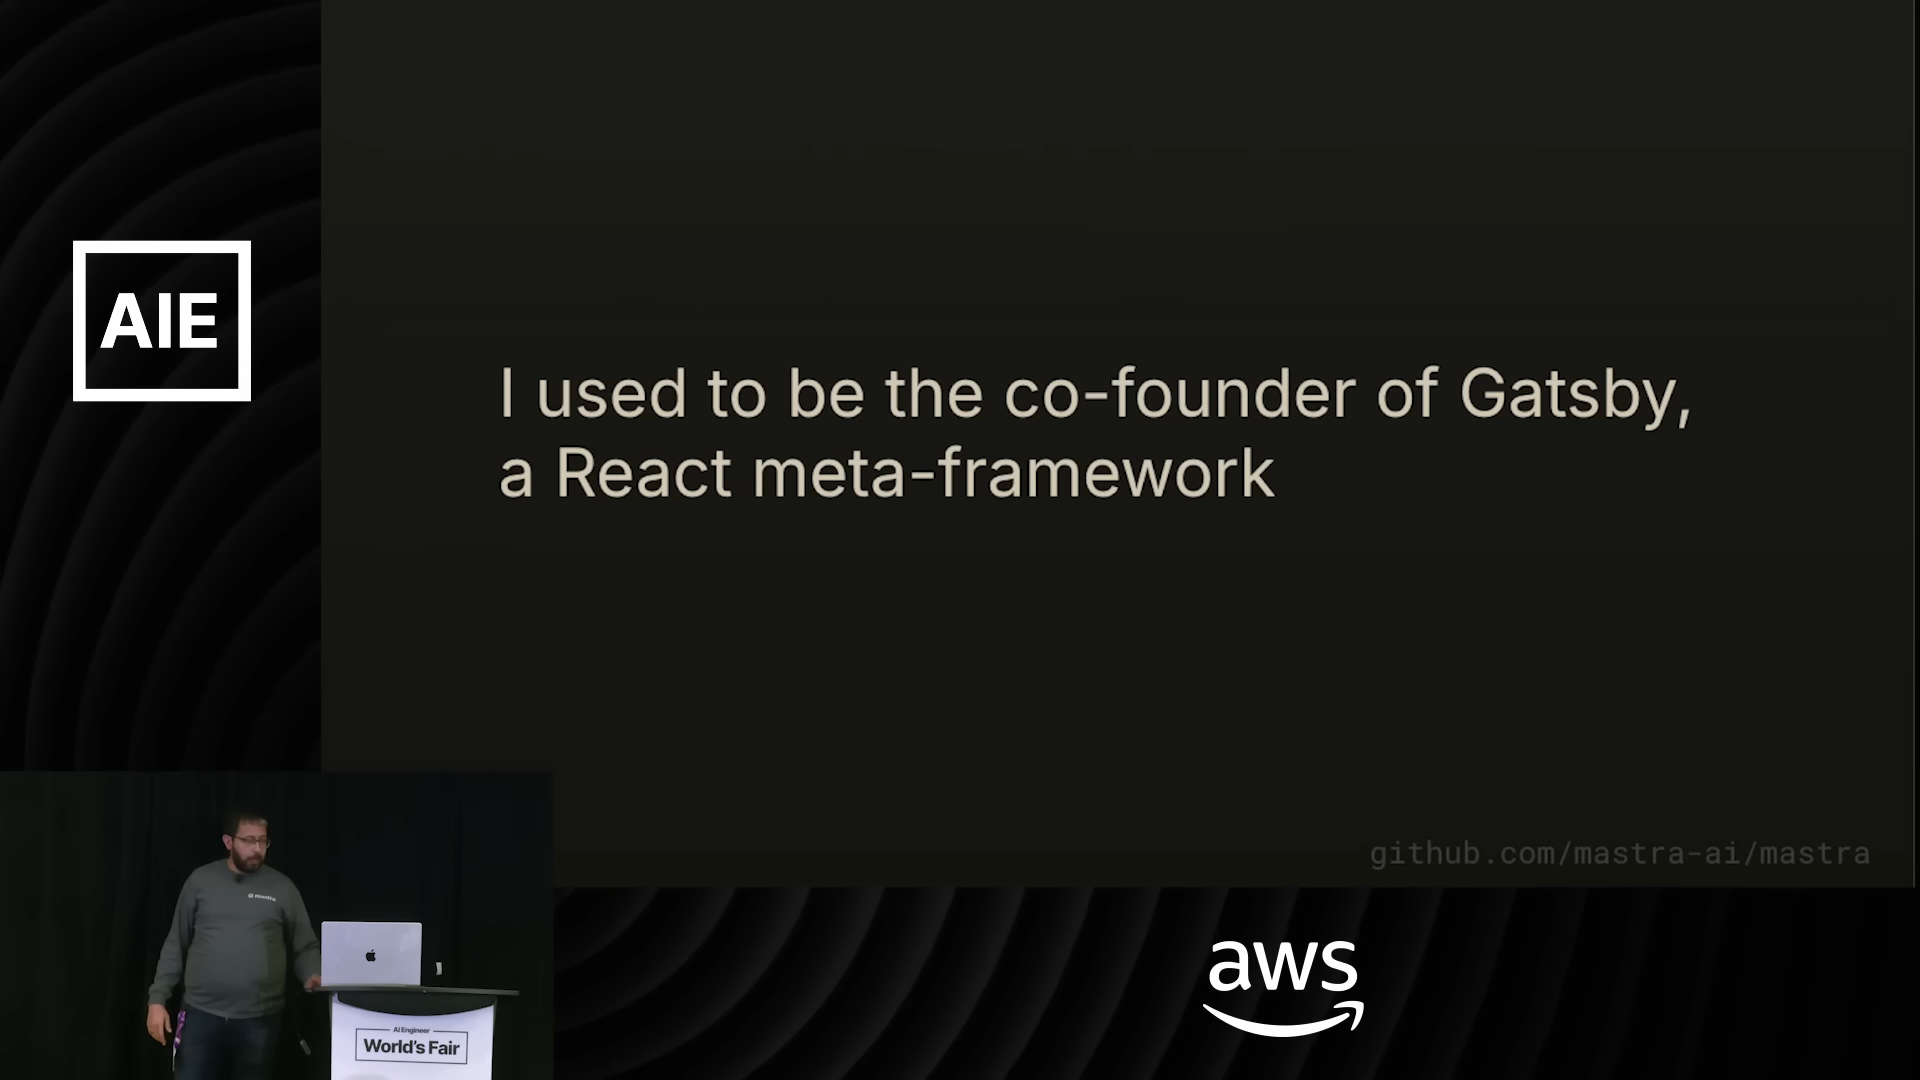 AIE
I used to be the co-founder of Gatsby,
a React meta-framework
github.com/mastra-ai/mastra
mastra
AI Engineer
World's Fair
aws